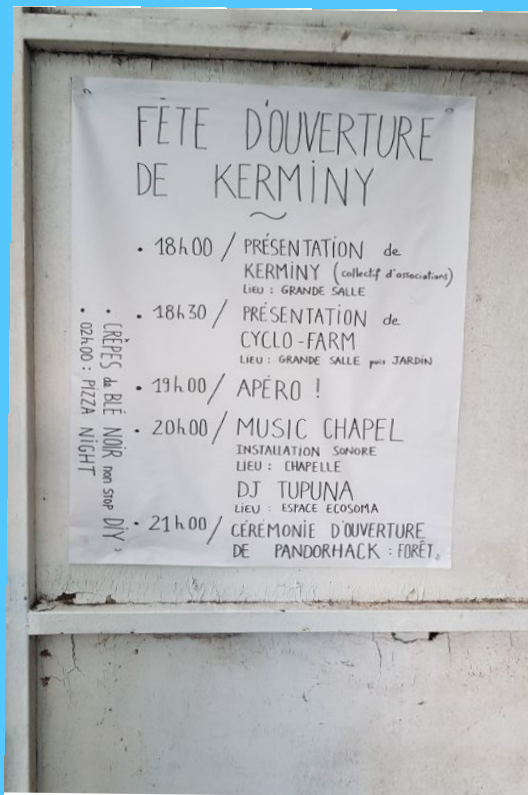 FÊTE D'OUVERTURE
DE KERMINY
~
• 18h00 / PRÉSENTATION de
KERMINY (collectif d'associations)
LIEU : GRANDE SALLE
• 18h30 / PRÉSENTATION de
CYCLO-FARM
LIEU : GRANDE SALLE puis JARDIN
• 19h00 / APÉRO !
• 20h00 / MUSIC CHAPEL
INSTALLATION SONORE
LIEU : CHAPELLE
DJ TUPUNA
LIEU : ESPACE ECOSOMA
• 21h00 / CÉRÉMONIE D'OUVERTURE
DE PANDORHACK : FORÊT.
• CRÊPES de BLÉ NOIR non stop DIY
• 02h00 : PIZZA NIGHT